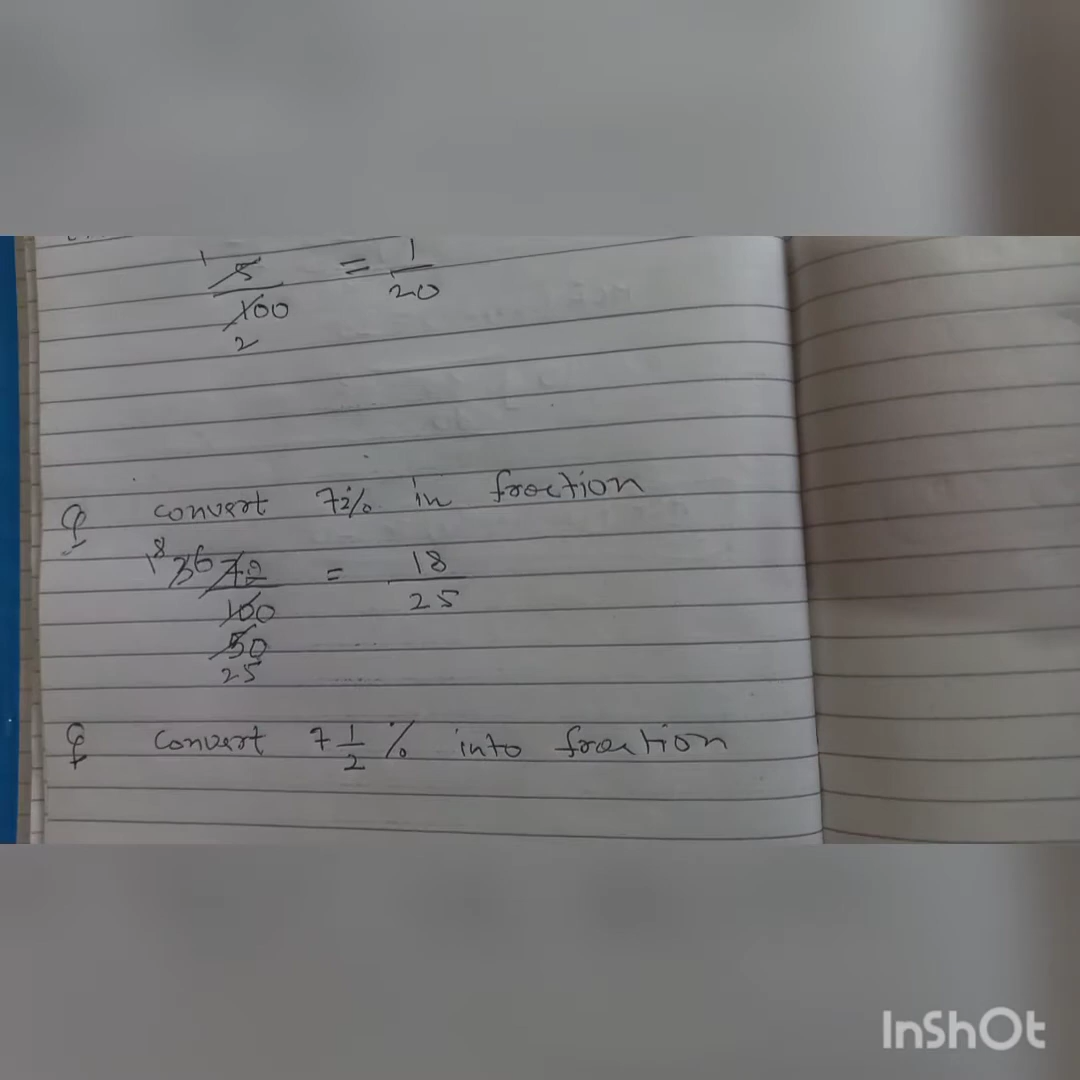 1 5 = 1
100 20
2
Q convert 72% in fraction
18 36 72 = 18
100 25
50
25
Q convert 7 1/2 % into fraction
InShOt